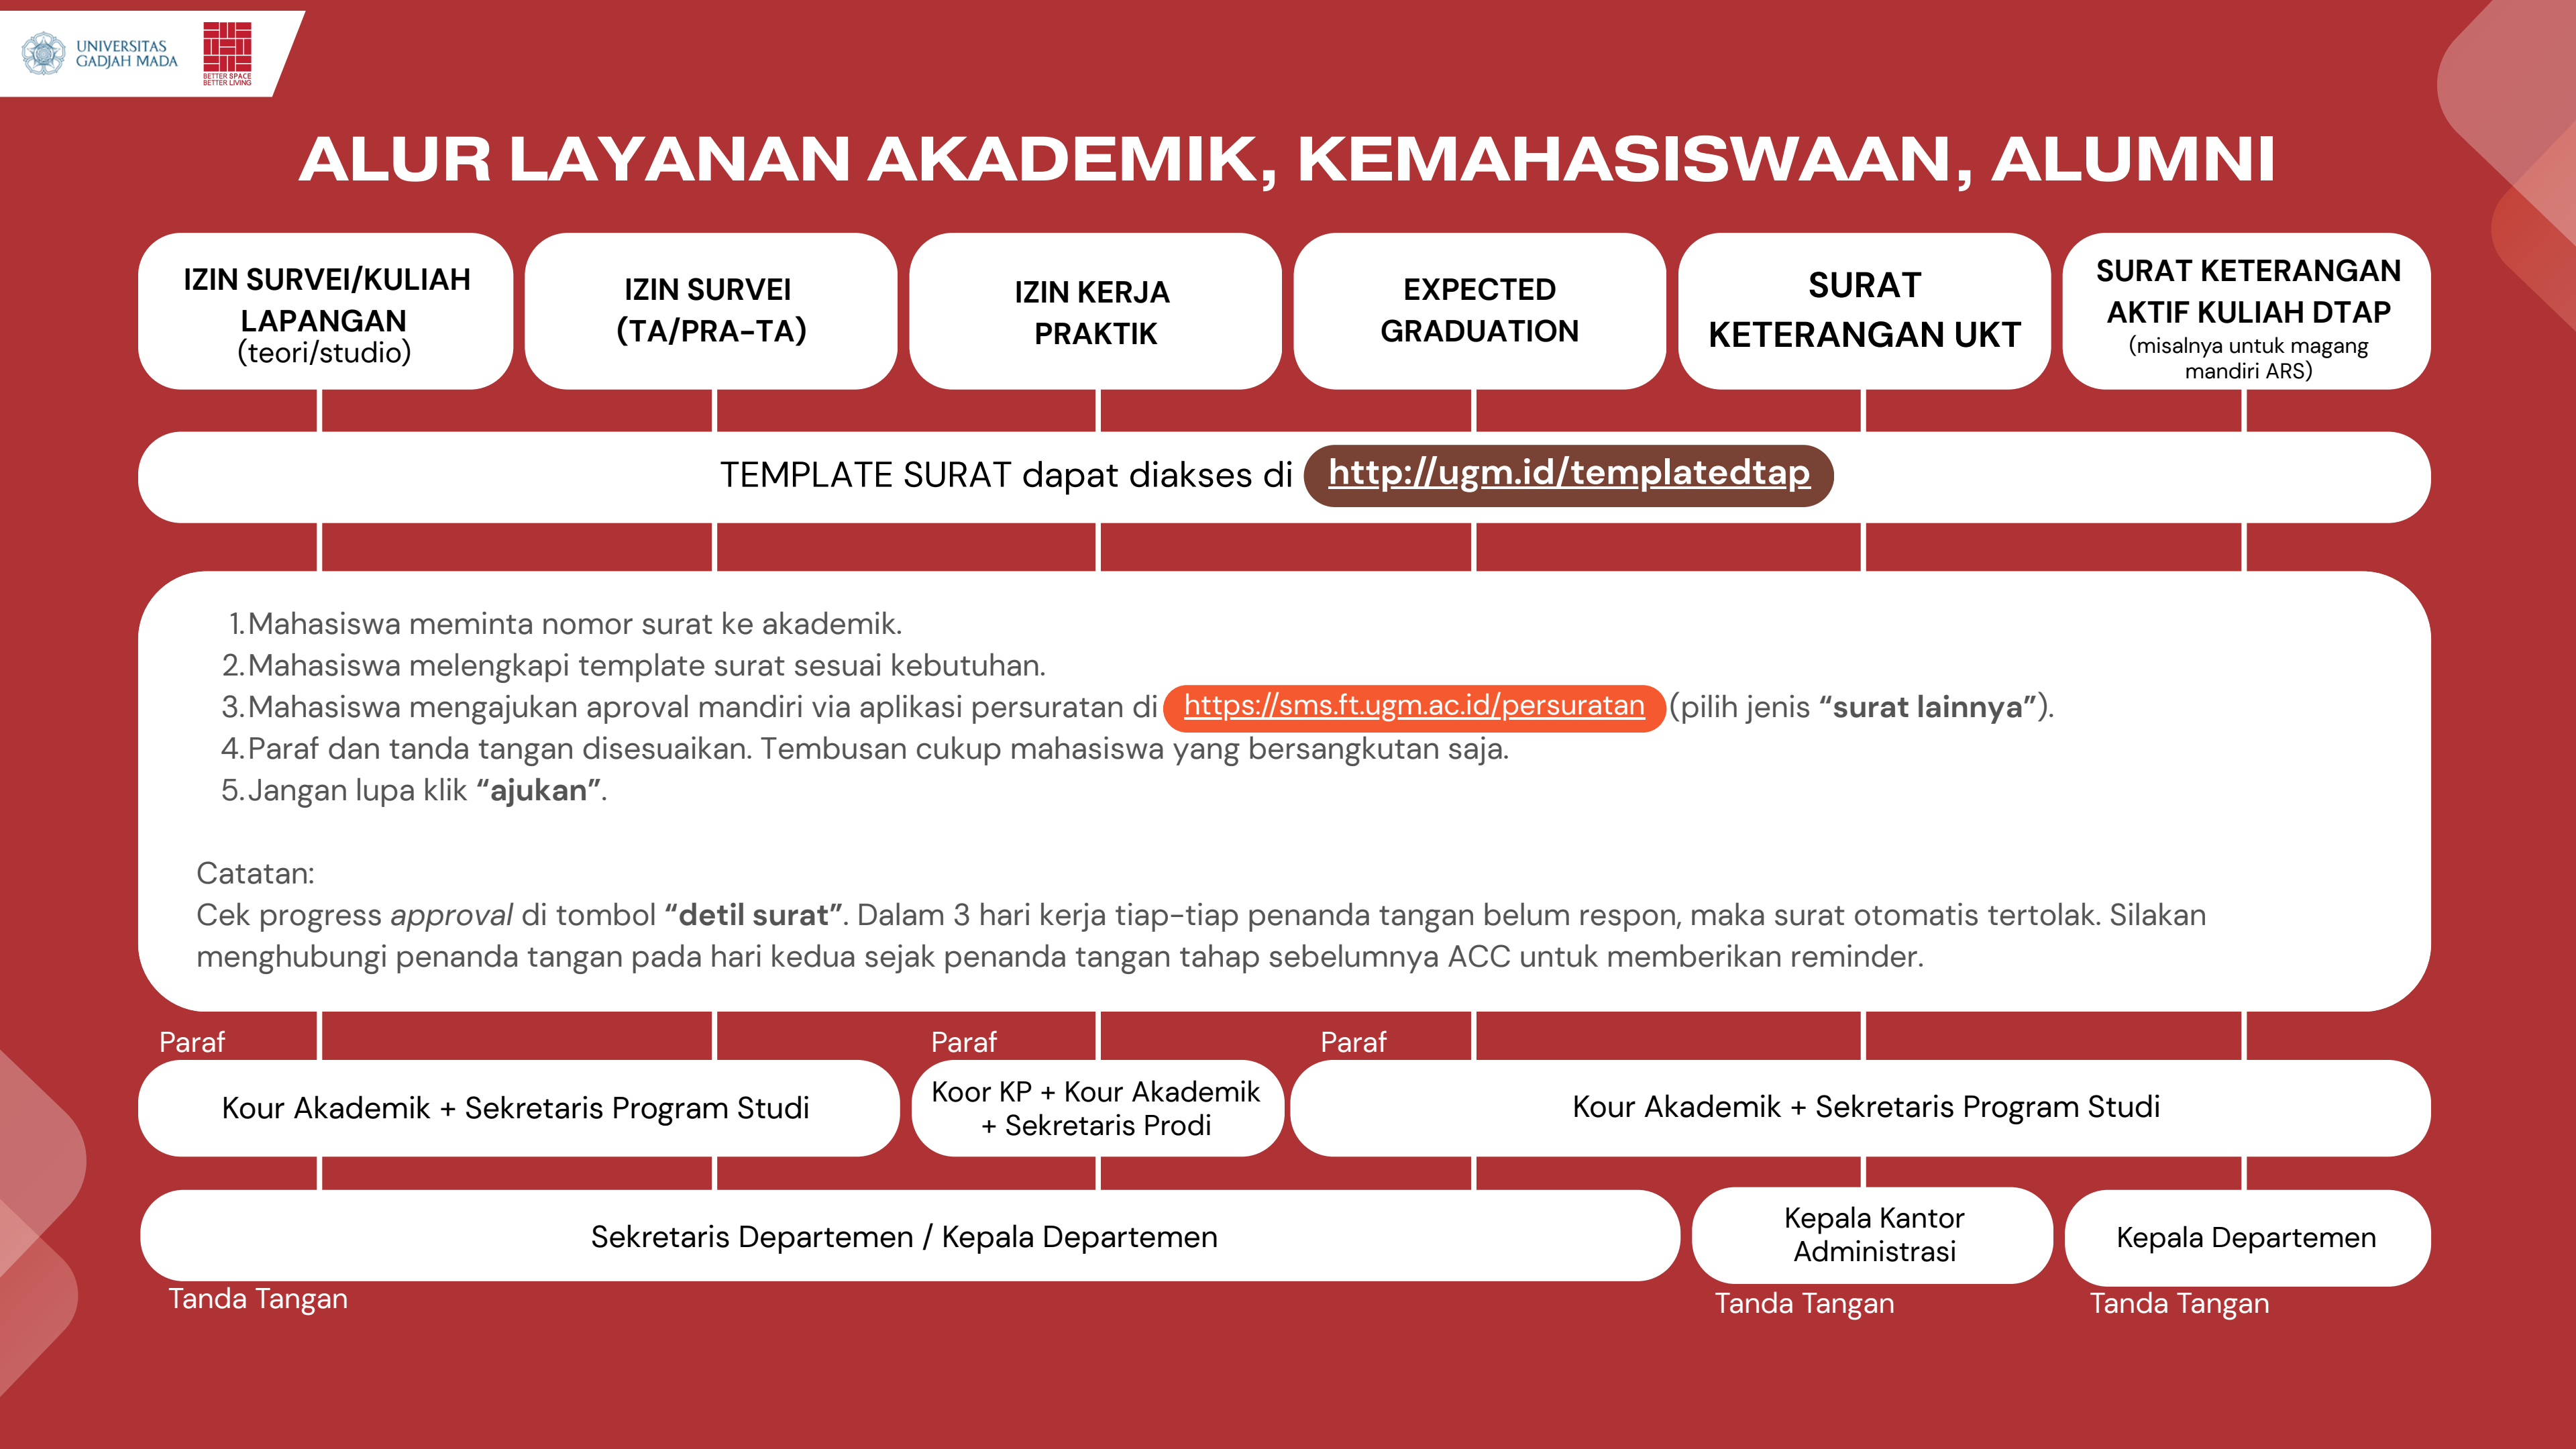 UNIVERSITAS
GADJAH MADA
BETTER SPACE
BETTER LIVING
ALUR LAYANAN AKADEMIK, KEMAHASISWAAN, ALUMNI
IZIN SURVEI/KULIAH
LAPANGAN
(teori/studio)
IZIN SURVEI
(TA/PRA-TA)
IZIN KERJA
PRAKTIK
EXPECTED
GRADUATION
SURAT
KETERANGAN UKT
SURAT KETERANGAN
AKTIF KULIAH DTAP
(misalnya untuk magang
mandiri ARS)
TEMPLATE SURAT dapat diakses di http://ugm.id/templatedtap
1. Mahasiswa meminta nomor surat ke akademik.
2. Mahasiswa melengkapi template surat sesuai kebutuhan.
3. Mahasiswa mengajukan aproval mandiri via aplikasi persuratan di https://sms.ft.ugm.ac.id/persuratan (pilih jenis “surat lainnya”).
4. Paraf dan tanda tangan disesuaikan. Tembusan cukup mahasiswa yang bersangkutan saja.
5. Jangan lupa klik “ajukan”.
Catatan:
Cek progress approval di tombol “detil surat”. Dalam 3 hari kerja tiap-tiap penanda tangan belum respon, maka surat otomatis tertolak. Silakan
menghubungi penanda tangan pada hari kedua sejak penanda tangan tahap sebelumnya ACC untuk memberikan reminder.
Paraf
Kour Akademik + Sekretaris Program Studi
Paraf
Koor KP + Kour Akademik
+ Sekretaris Prodi
Paraf
Kour Akademik + Sekretaris Program Studi
Sekretaris Departemen / Kepala Departemen
Tanda Tangan
Kepala Kantor
Administrasi
Tanda Tangan
Kepala Departemen
Tanda Tangan